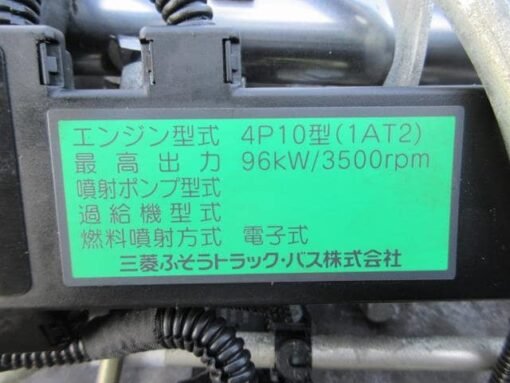 エンジン型式 4P10型(1AT2)
最高出力 96kW/3500rpm
噴射ポンプ型式
過給機型式
燃料噴射方式 電子式
三菱ふそうトラック・バス株式会社